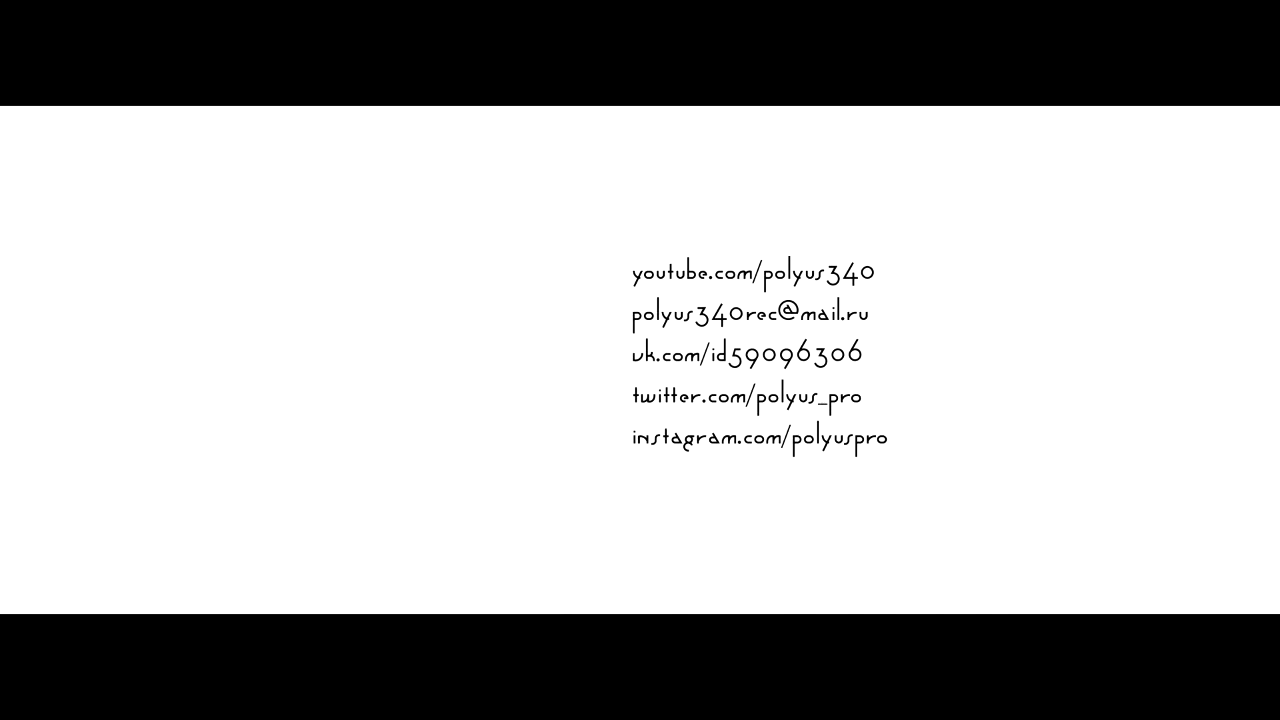 youtube.com/polyus340
polyus340rec@mail.ru
vk.com/id59096306
twitter.com/polyus_pro
instagram.com/polyuspro